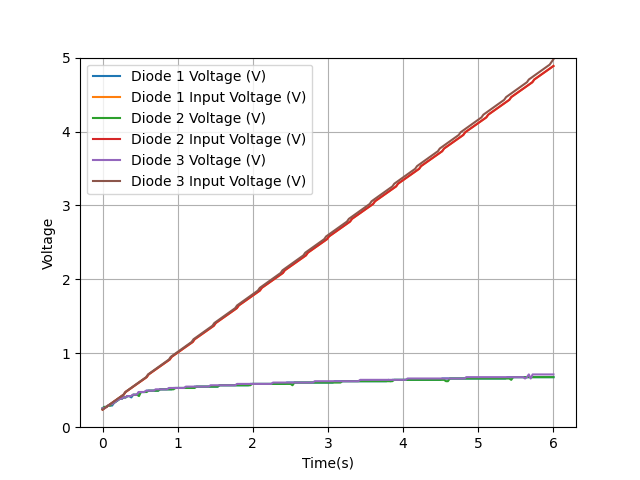 5
4
3
2
1
0
Voltage
Diode 1 Voltage (V)
Diode 1 Input Voltage (V)
Diode 2 Voltage (V)
Diode 2 Input Voltage (V)
Diode 3 Voltage (V)
Diode 3 Input Voltage (V)
0 1 2 3 4 5 6
Time(s)